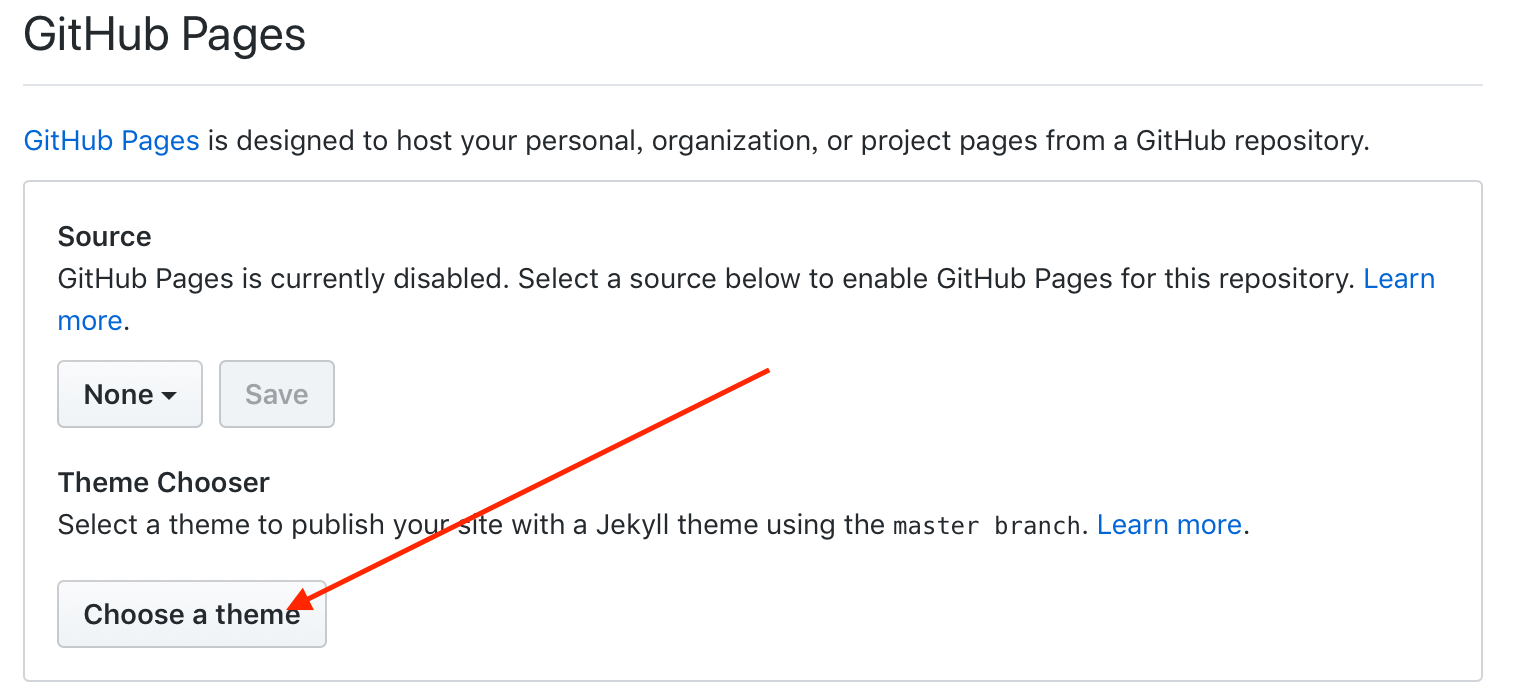 GitHub Pages
GitHub Pages is designed to host your personal, organization, or project pages from a GitHub repository.
Source
GitHub Pages is currently disabled. Select a source below to enable GitHub Pages for this repository. Learn
more.
None Save
Theme Chooser
Select a theme to publish your site with a Jekyll theme using the master branch. Learn more.
Choose a theme